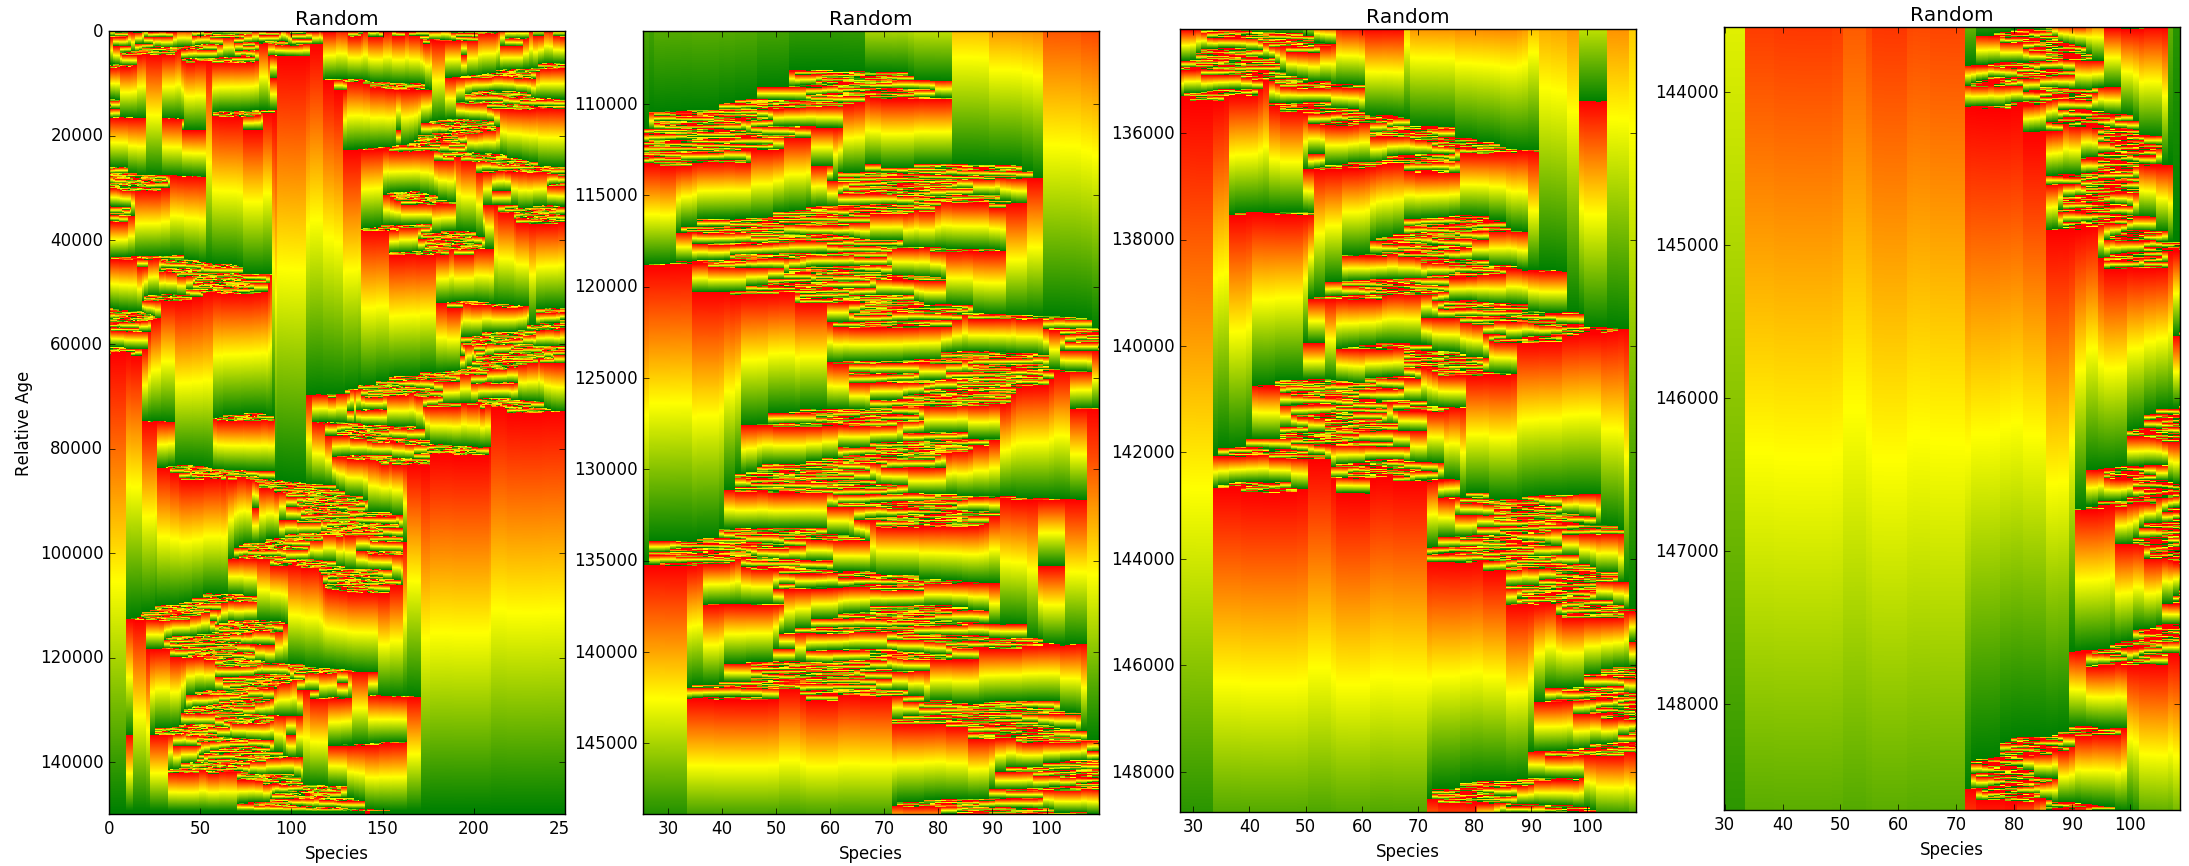 Random
0
20000
40000
60000
80000
100000
120000
140000
Relative Age
0 50 100 150 200 25
Species
Random
110000
115000
120000
125000
130000
135000
140000
145000
30 40 50 60 70 80 90 100
Species
Random
136000
138000
140000
142000
144000
146000
148000
30 40 50 60 70 80 90 100
Species
Random
144000
145000
146000
147000
148000
30 40 50 60 70 80 90 100
Species